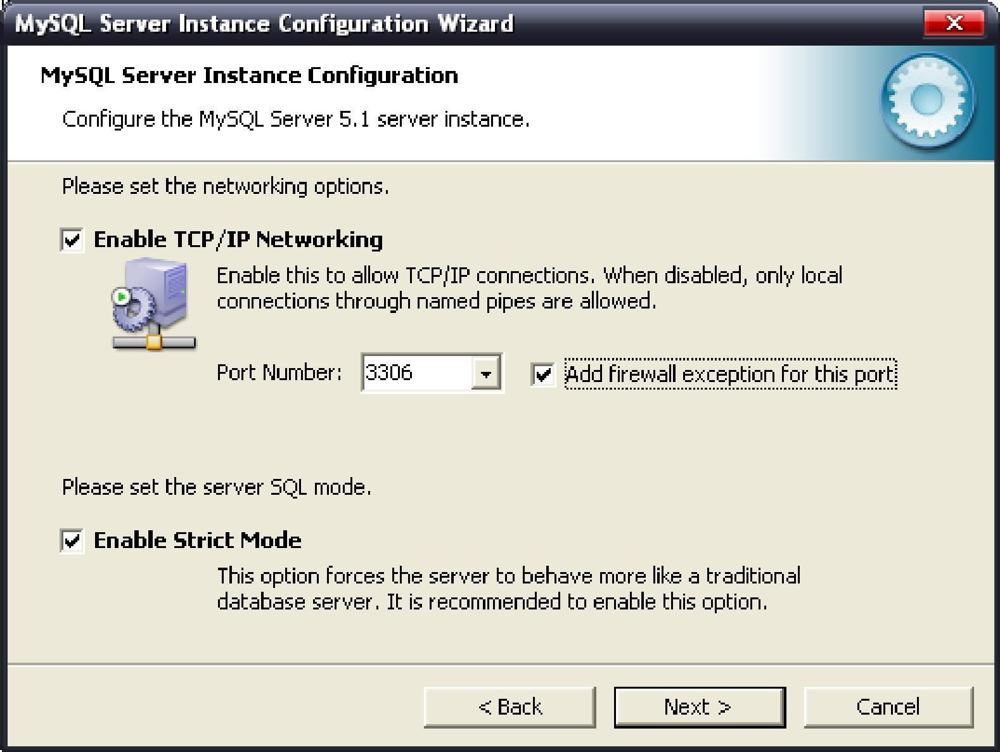 MySQL Server Instance Configuration Wizard
MySQL Server Instance Configuration
Configure the MySQL Server 5.1 server instance.
Please set the networking options.
Enable TCP/IP Networking
Enable this to allow TCP/IP connections. When disabled, only local
connections through named pipes are allowed.
Port Number: 3306 Add firewall exception for this port
Please set the server SQL mode.
Enable Strict Mode
This option forces the server to behave more like a traditional
database server. It is recommended to enable this option.
< Back Next > Cancel